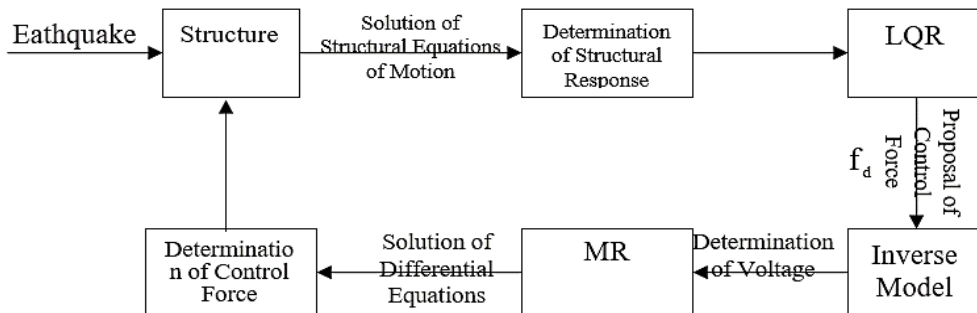 Eathquake
Structure
Solution of
Structural Equations
of Motion
Determination
of Structural
Response
LQR
Proposal of
Control
Force
f_d
Inverse
Model
Determination
of Voltage
MR
Solution of
Differential
Equations
Determinatio
n of Control
Force